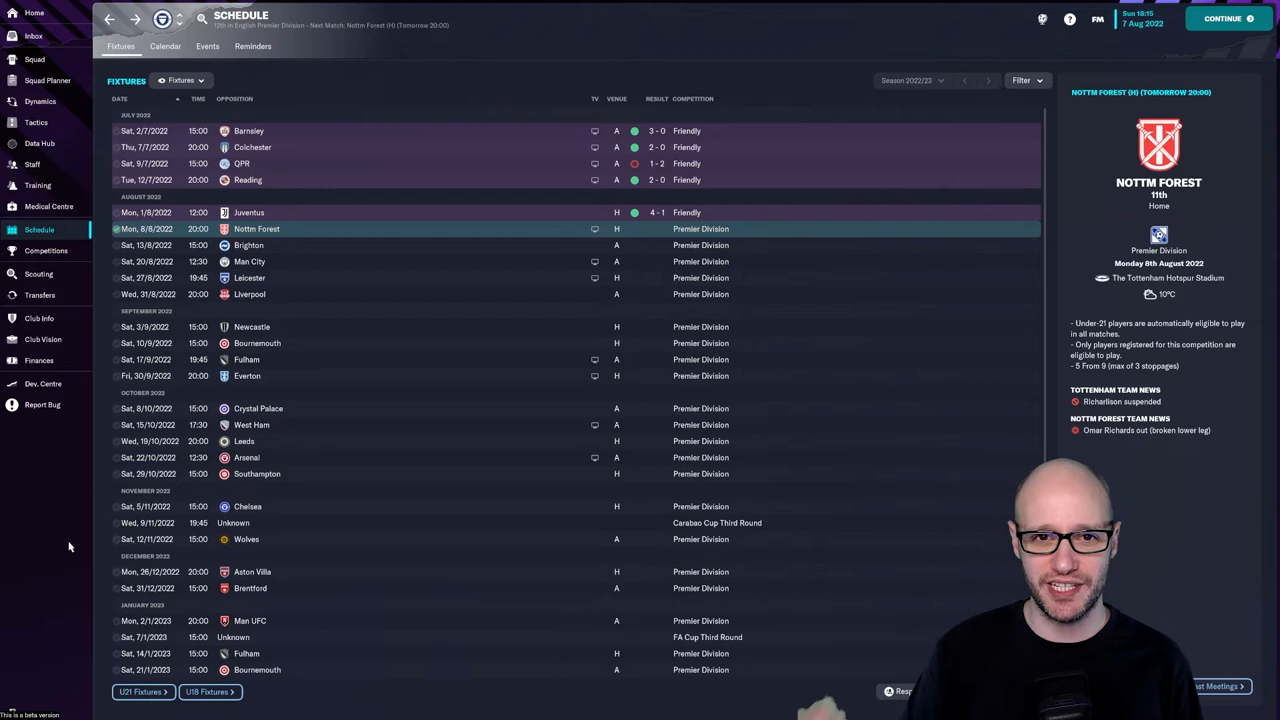 Home
SCHEDULE
12th in English Premier Division - Next Match: Nottm Forest (H) (Tomorrow 20:00)
FM
Sun 18:15
7 Aug 2022
CONTINUE
Inbox
Squad
Squad Planner
Dynamics
Tactics
Data Hub
Staff
Training
Medical Centre
Schedule
Competitions
Scouting
Transfers
Club Info
Club Vision
Finances
Dev. Centre
Report Bug
This is a beta version
Fixtures Calendar Events Reminders
FIXTURES Fixtures Season 2022/23 Filter
DATE TIME OPPOSITION TV VENUE RESULT COMPETITION
JULY 2022
Sat, 2/7/2022 15:00 Barnsley A 3 - 0 Friendly
Thu, 7/7/2022 20:00 Colchester A 2 - 0 Friendly
Sat, 9/7/2022 15:00 QPR A 1 - 2 Friendly
Tue, 12/7/2022 20:00 Reading A 2 - 0 Friendly
AUGUST 2022
Mon, 1/8/2022 12:00 Juventus H 4 - 1 Friendly
Mon, 8/8/2022 20:00 Nottm Forest H Premier Division
Sat, 13/8/2022 15:00 Brighton A Premier Division
Sat, 20/8/2022 12:30 Man City A Premier Division
Sat, 27/8/2022 19:45 Leicester H Premier Division
Wed, 31/8/2022 20:00 Liverpool A Premier Division
SEPTEMBER 2022
Sat, 3/9/2022 15:00 Newcastle H Premier Division
Sat, 10/9/2022 15:00 Bournemouth H Premier Division
Sat, 17/9/2022 19:45 Fulham A Premier Division
Fri, 30/9/2022 20:00 Everton H Premier Division
OCTOBER 2022
Sat, 8/10/2022 15:00 Crystal Palace A Premier Division
Sat, 15/10/2022 17:30 West Ham A Premier Division
Wed, 19/10/2022 20:00 Leeds H Premier Division
Sat, 22/10/2022 12:30 Arsenal A Premier Division
Sat, 29/10/2022 15:00 Southampton H Premier Division
NOVEMBER 2022
Sat, 5/11/2022 15:00 Chelsea H Premier Division
Wed, 9/11/2022 19:45 Unknown Carabao Cup Third Round
Sat, 12/11/2022 15:00 Wolves A Premier Division
DECEMBER 2022
Mon, 26/12/2022 20:00 Aston Villa H Premier Division
Sat, 31/12/2022 15:00 Brentford A Premier Division
JANUARY 2023
Mon, 2/1/2023 20:00 Man UFC A Premier Division
Sat, 7/1/2023 15:00 Unknown FA Cup Third Round
Sat, 14/1/2023 15:00 Fulham H Premier Division
Sat, 21/1/2023 15:00 Bournemouth A Premier Division
U21 Fixtures U18 Fixtures
NOTTM FOREST (H) (TOMORROW 20:00)
NOTTM FOREST
11th
Home
Premier Division
Monday 8th August 2022
The Tottenham Hotspur Stadium
10°C
- Under-21 players are automatically eligible to play
in all matches.
- Only players registered for this competition are
eligible to play.
- 5 From 9 (max of 3 stoppages)
TOTTENHAM TEAM NEWS
Richarlison suspended
NOTTM FOREST TEAM NEWS
Omar Richards out (broken lower leg)
Meetings